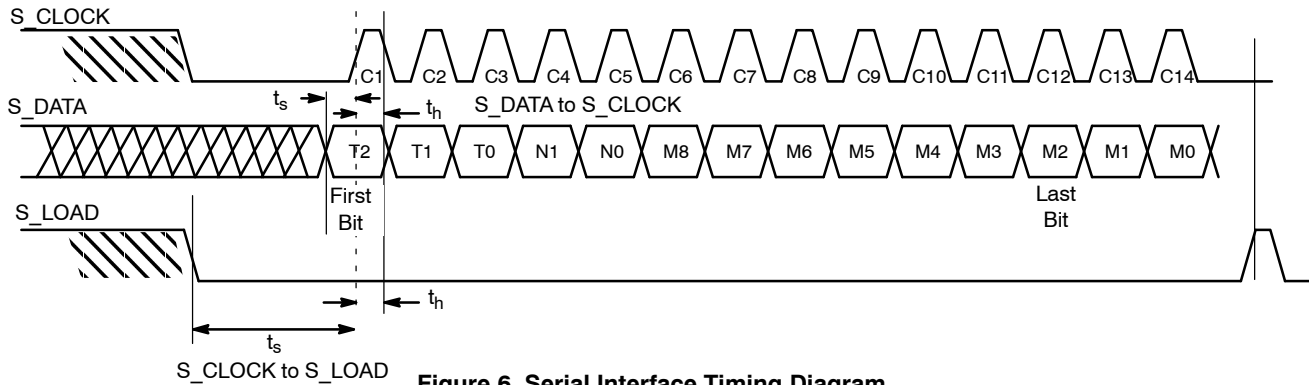 S_CLOCK
C1 C2 C3 C4 C5 C6 C7 C8 C9 C10 C11 C12 C13 C14
ts
th
S_DATA to S_CLOCK
S_DATA
T2 T1 T0 N1 N0 M8 M7 M6 M5 M4 M3 M2 M1 M0
First
Bit
Last
Bit
S_LOAD
th
ts
S_CLOCK to S_LOAD
Figure 6. Serial Interface Timing Diagram